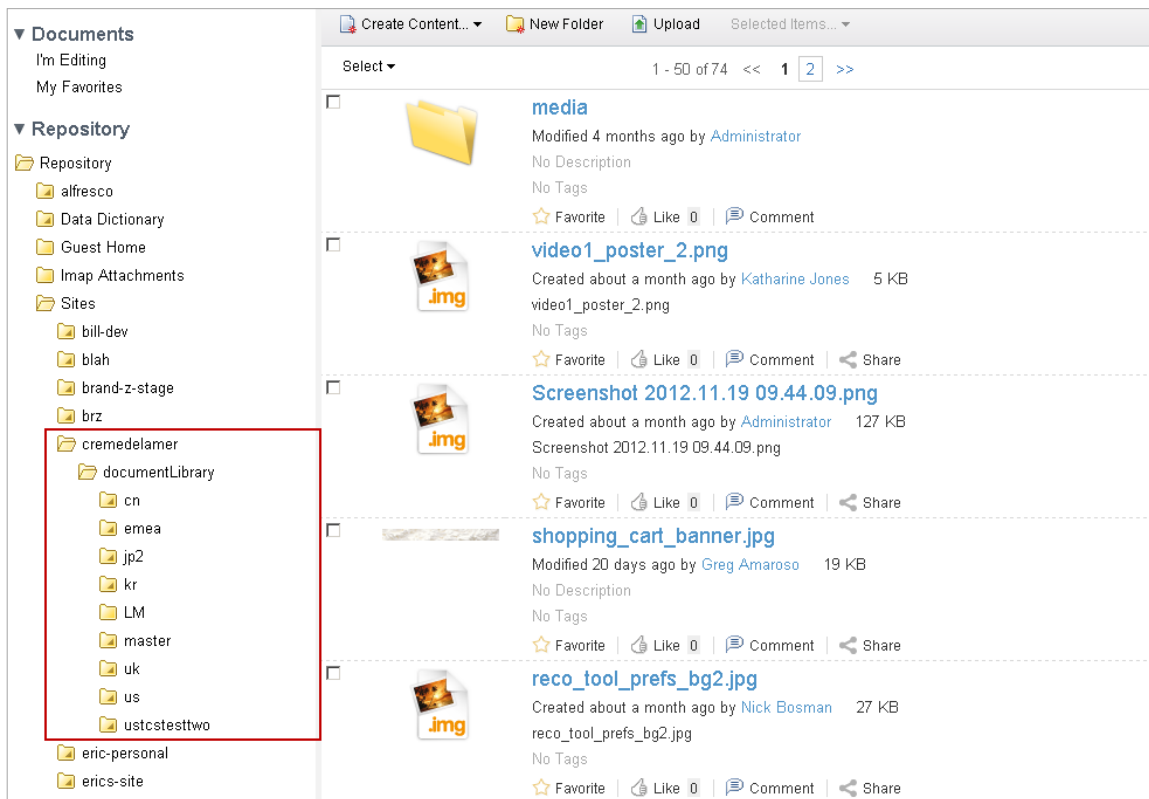 ▼ Documents
I'm Editing
My Favorites
▼ Repository
Repository
alfresco
Data Dictionary
Guest Home
Imap Attachments
Sites
bill-dev
blah
brand-z-stage
brz
cremedelamer
documentLibrary
cn
emea
jp2
kr
LM
master
uk
us
ustcstesttwo
eric-personal
erics-site
Create Content... ▾ New Folder Upload Selected Items... ▾
Select ▾ 1 - 50 of 74 << 1 2 >>
media
Modified 4 months ago by Administrator
No Description
No Tags
Favorite Like 0 Comment
video1_poster_2.png
Created about a month ago by Katharine Jones 5 KB
video1_poster_2.png
No Tags
Favorite Like 0 Comment Share
.img
Screenshot 2012.11.19 09.44.09.png
Created about a month ago by Administrator 127 KB
Screenshot 2012.11.19 09.44.09.png
No Tags
Favorite Like 0 Comment Share
.img
shopping_cart_banner.jpg
Modified 20 days ago by Greg Amaroso 19 KB
No Description
No Tags
Favorite Like 0 Comment Share
reco_tool_prefs_bg2.jpg
Created about a month ago by Nick Bosman 27 KB
reco_tool_prefs_bg2.jpg
No Tags
Favorite Like 0 Comment Share
.img